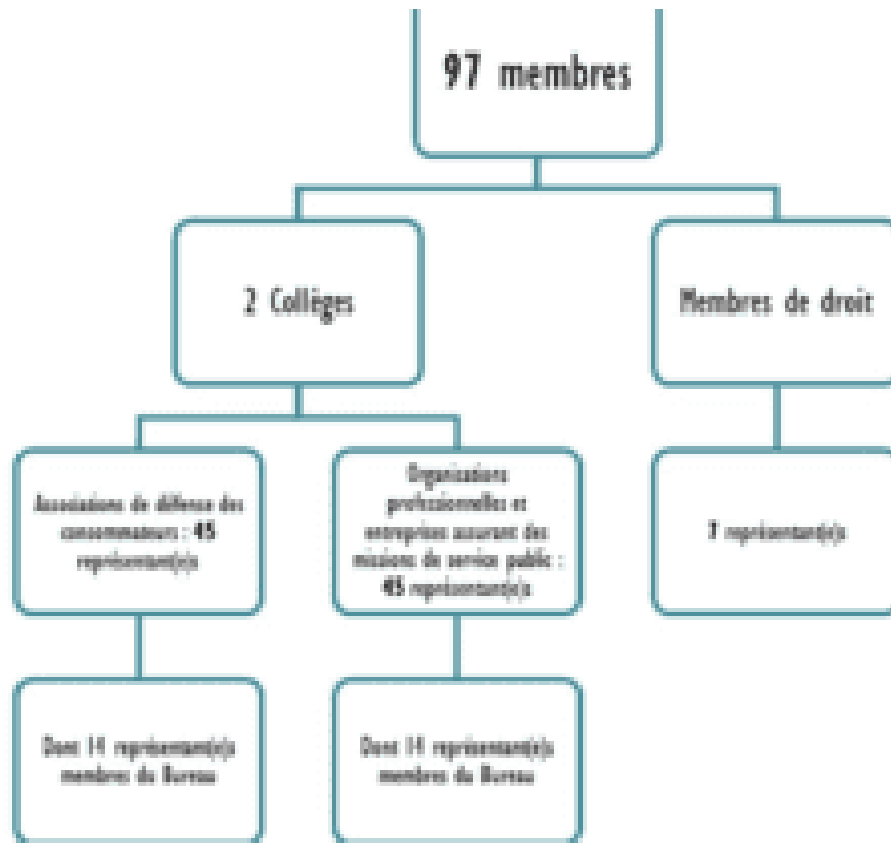 97 membres
2 Collèges
Membres de droit
Associations de défense des
consommateurs : 45
représentant(e)s
Organisations
professionnelles et
entreprises assurant des
missions de service public :
45 représentant(e)s
7 représentant(e)s
Dont 14 représentant(e)s
membres du Bureau
Dont 14 représentant(e)s
membres du Bureau